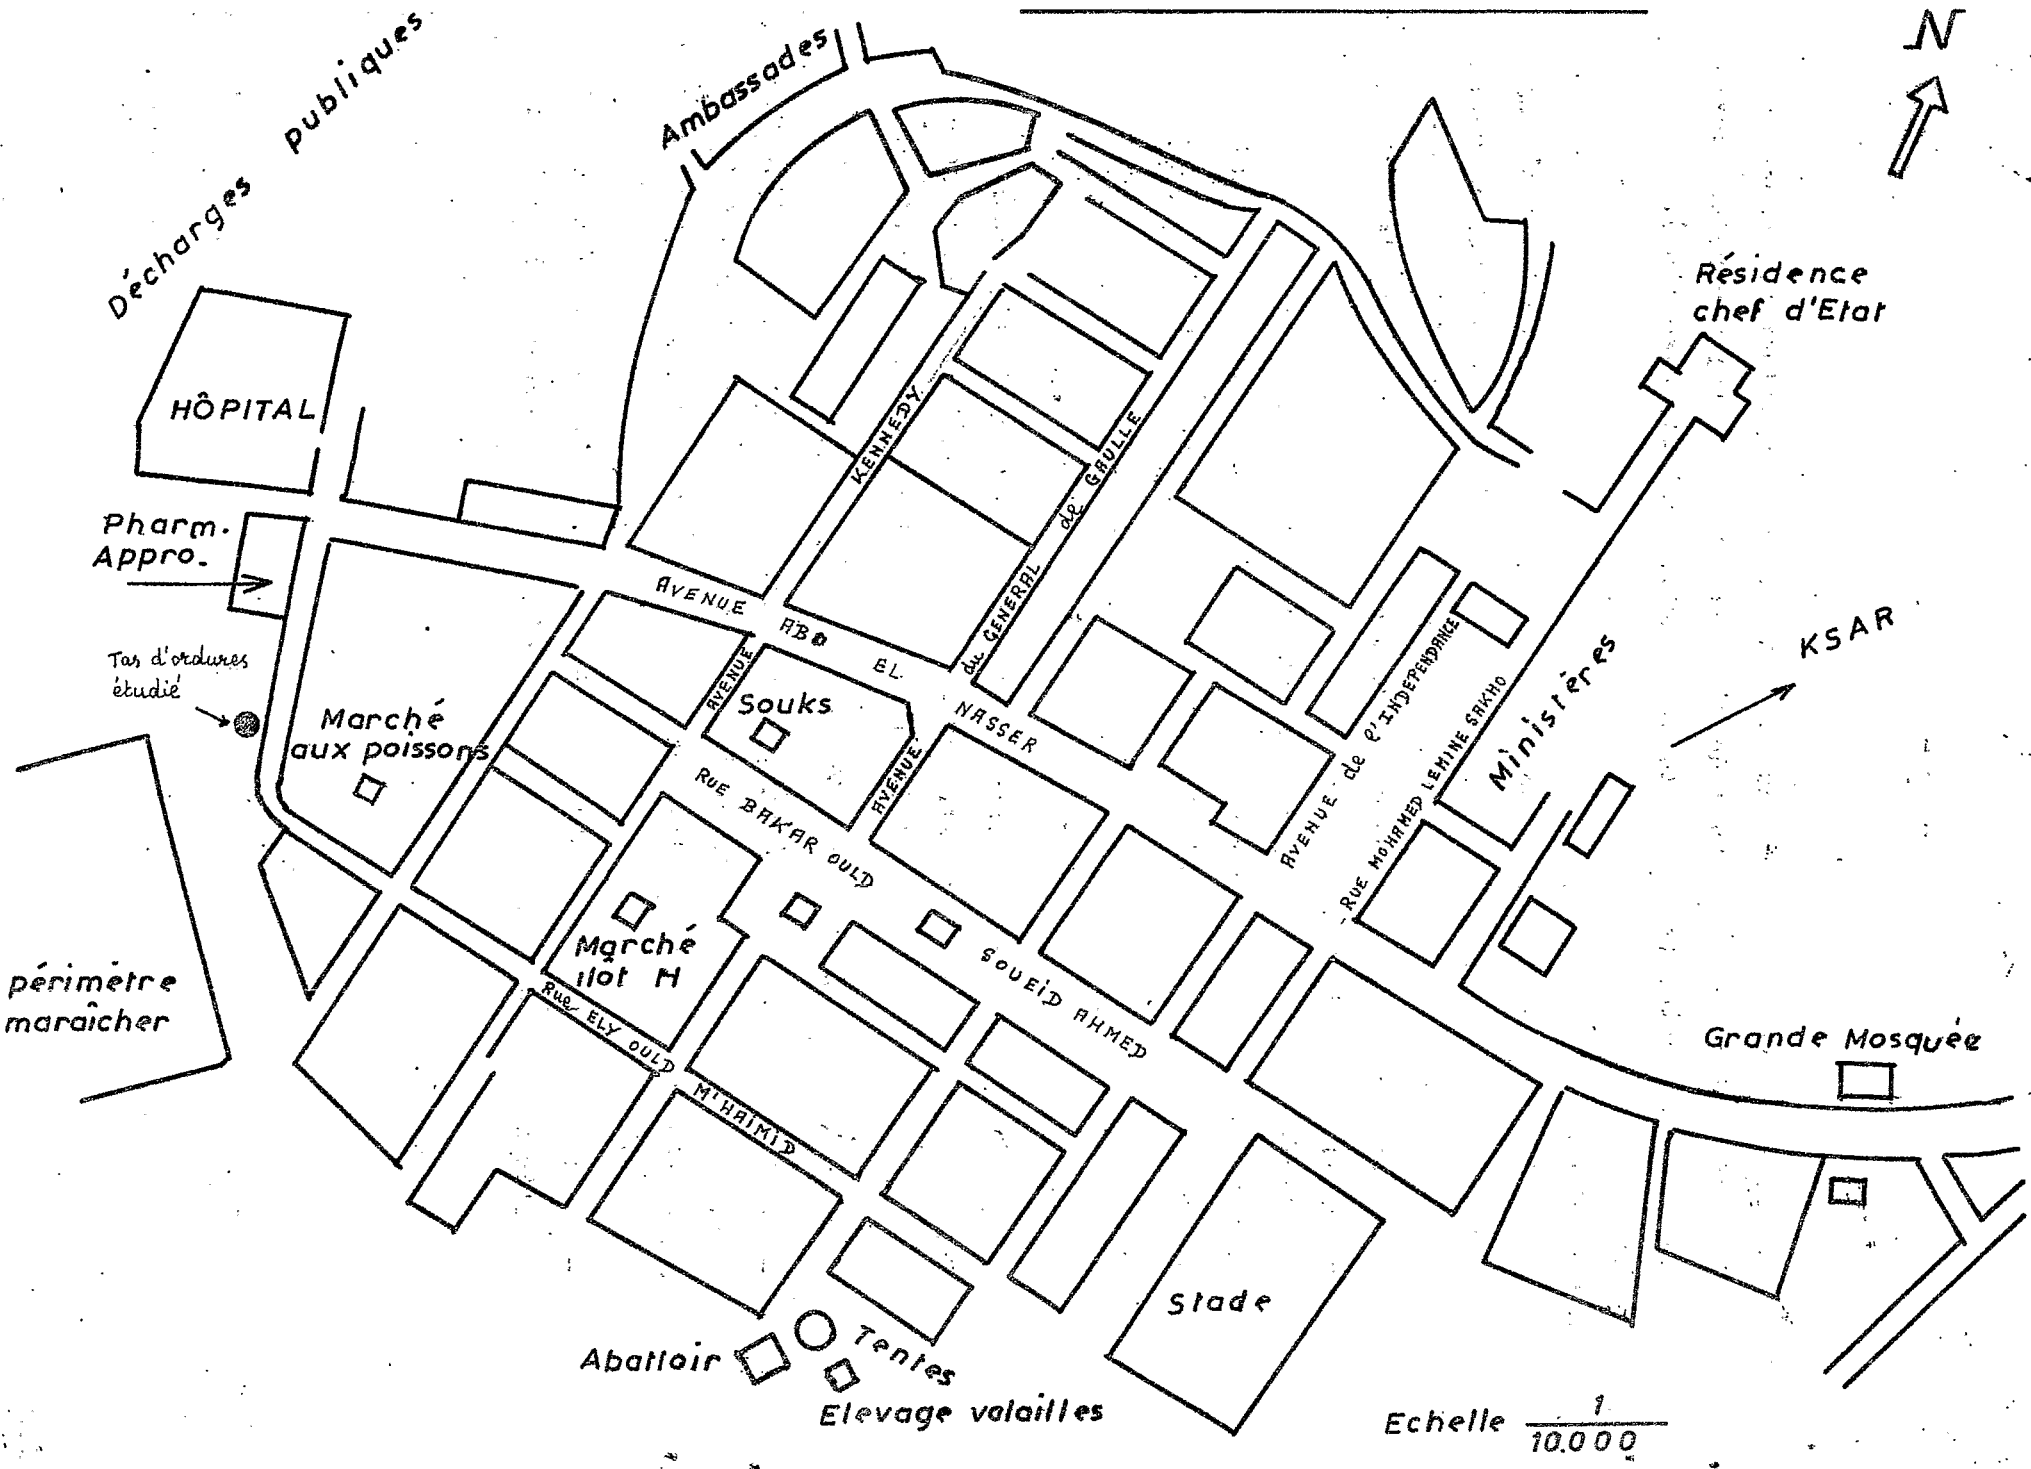 N
Décharges publiques
Ambassades
Résidence
chef d'Etat
HÔPITAL
Pharm.
Appro.
Tas d'ordures
étudié
Marché
aux poissons
AVENUE ABO EL NASSER
AVENUE KENNEDY
AVENUE du GENERAL de GAULLE
Souks
AVENUE de l'INDEPENDANCE
RUE MOHAMED LEMINE SAKHO
Ministères
KSAR
RUE BAKAR OULD SOUEID AHMED
Marché
ilôt M
Rue ELY OULD M'HAIMID
périmètre
maraîcher
Grande Mosquée
Stade
Abattoir
Tentes
Elevage volailles
Echelle 1
10.000